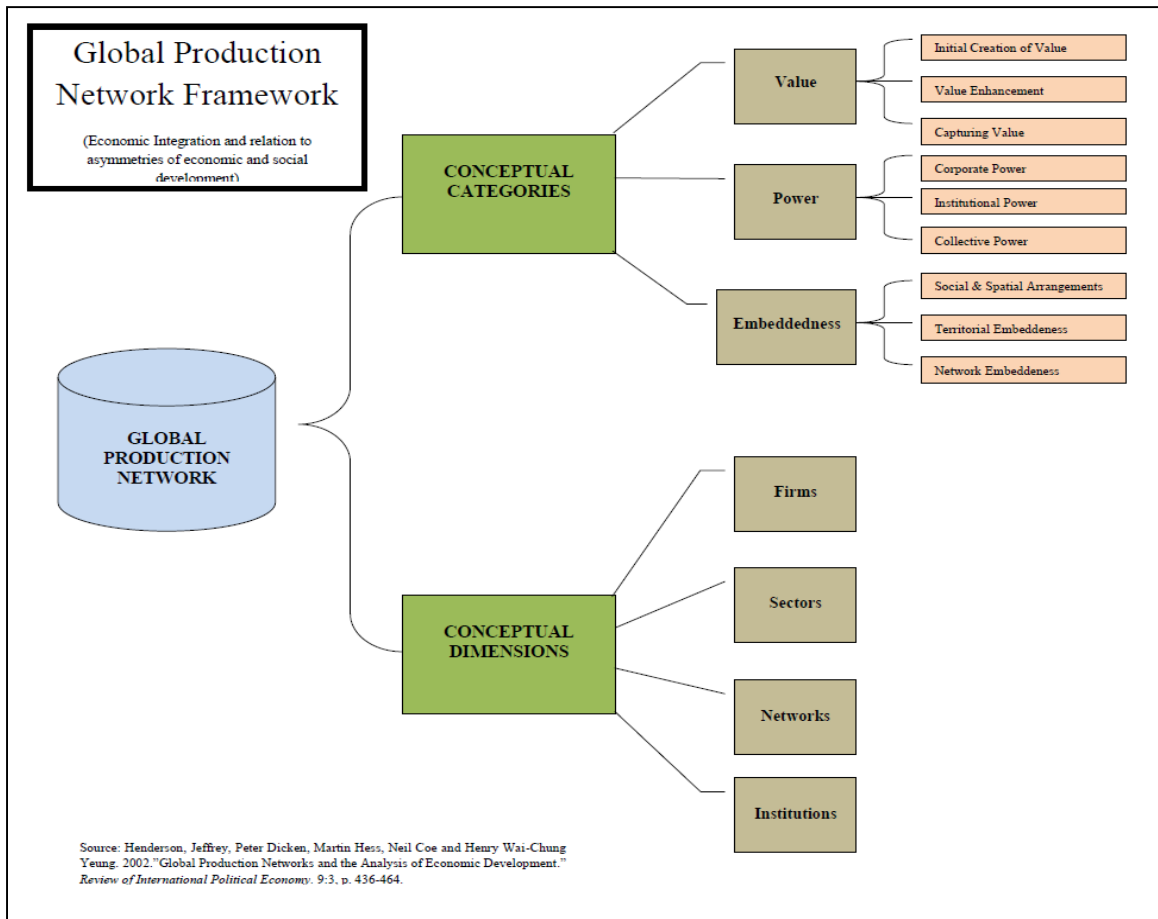 Global Production
Network Framework
(Economic Integration and relation to
asymmetries of economic and social
development)
CONCEPTUAL
CATEGORIES
Value
Initial Creation of Value
Value Enhancement
Capturing Value
Power
Corporate Power
Institutional Power
Collective Power
Embeddedness
Social & Spatial Arrangements
Territorial Embeddeness
Network Embeddeness
GLOBAL
PRODUCTION
NETWORK
CONCEPTUAL
DIMENSIONS
Firms
Sectors
Networks
Institutions
Source: Henderson, Jeffrey, Peter Dicken, Martin Hess, Neil Coe and Henry Wai-Chung
Yeung. 2002."Global Production Networks and the Analysis of Economic Development."
Review of International Political Economy. 9:3, p. 436-464.